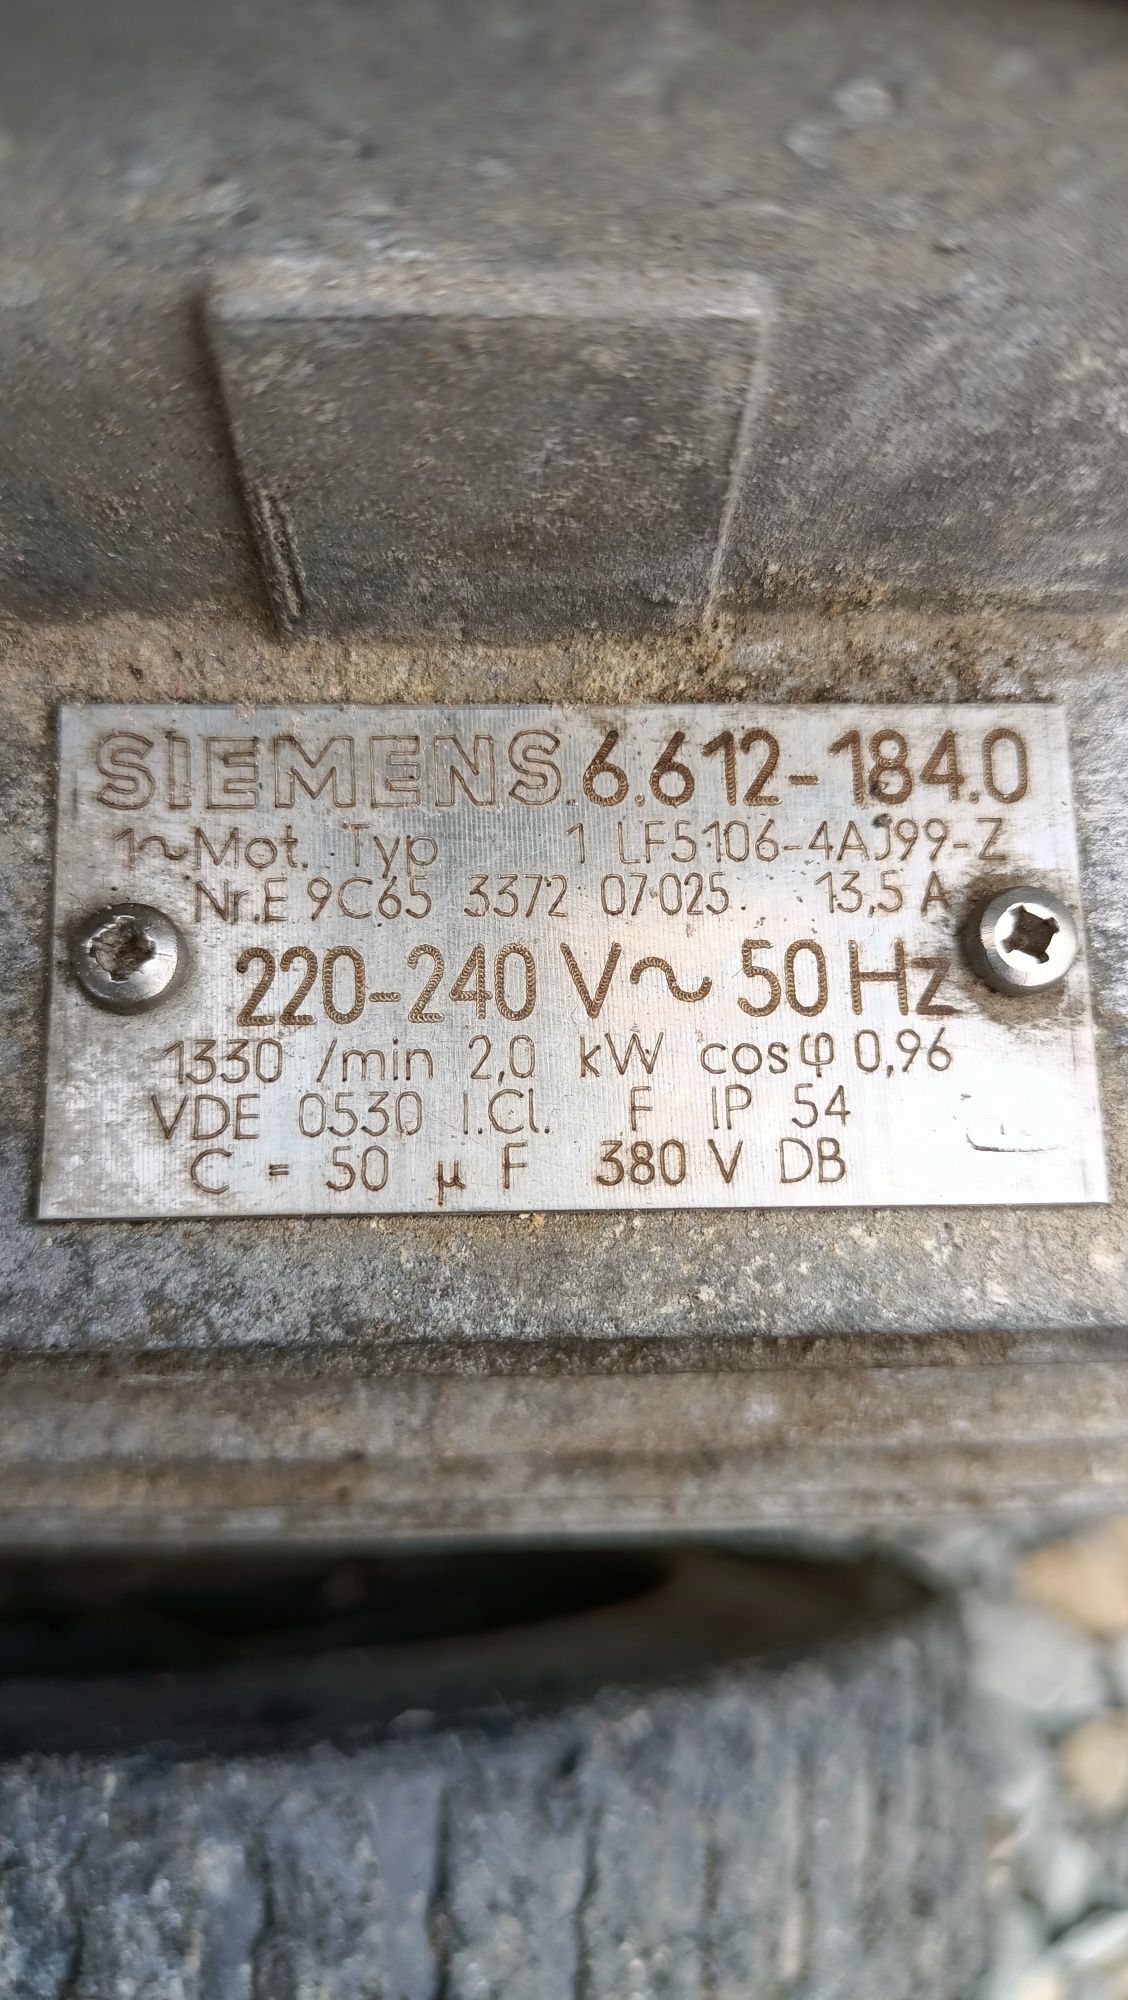 SIEMENS. 6.612-184.0
1~Mot. Typ 1 LF5106-4AJ99-Z
Nr.E 9C65 3372 07 025 13,5 A
220-240 V~ 50 Hz
1330 /min 2,0 kW cosφ 0,96
VDE 0530 I.Cl. F IP 54
C = 50 µF 380 V DB